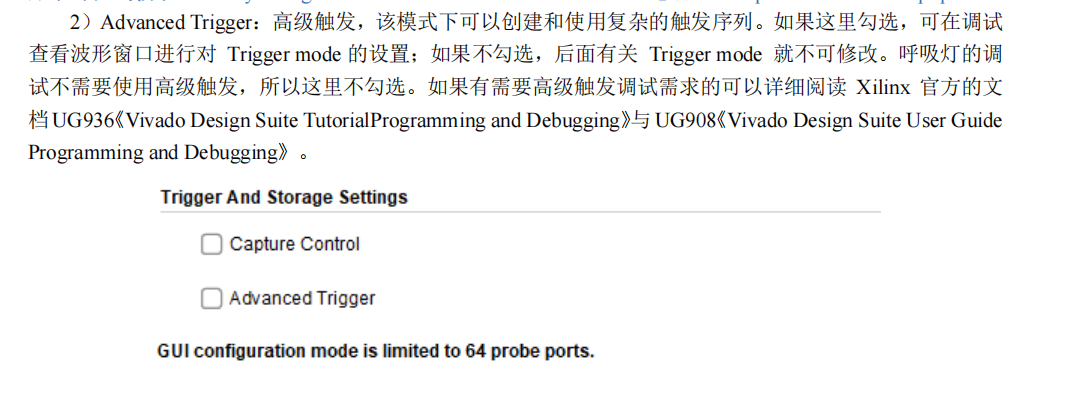 2）Advanced Trigger：高级触发，该模式下可以创建和使用复杂的触发序列。如果这里勾选，可在调试
查看波形窗口进行对 Trigger mode 的设置；如果不勾选，后面有关 Trigger mode 就不可修改。呼吸灯的调
试不需要使用高级触发，所以这里不勾选。如果有需要高级触发调试需求的可以详细阅读 Xilinx 官方的文
档 UG936《Vivado Design Suite TutorialProgramming and Debugging》与 UG908《Vivado Design Suite User Guide
Programming and Debugging》。
Trigger And Storage Settings
Capture Control
Advanced Trigger
GUI configuration mode is limited to 64 probe ports.